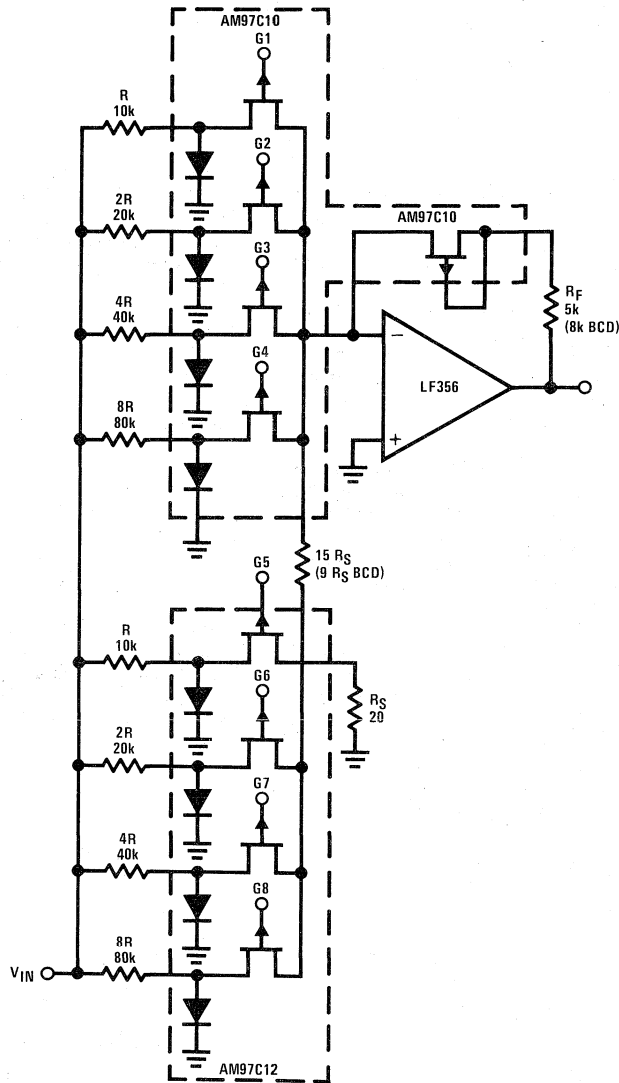 AM97C10
G1
R
10k
G2
2R
20k
AM97C10
G3
4R
40k
RF
5k
(8k BCD)
−
LF356
+
G4
8R
80k
15 RS
(9 RS BCD)
G5
R
10k
G6
RS
20
2R
20k
G7
4R
40k
G8
8R
80k
VIN
AM97C12